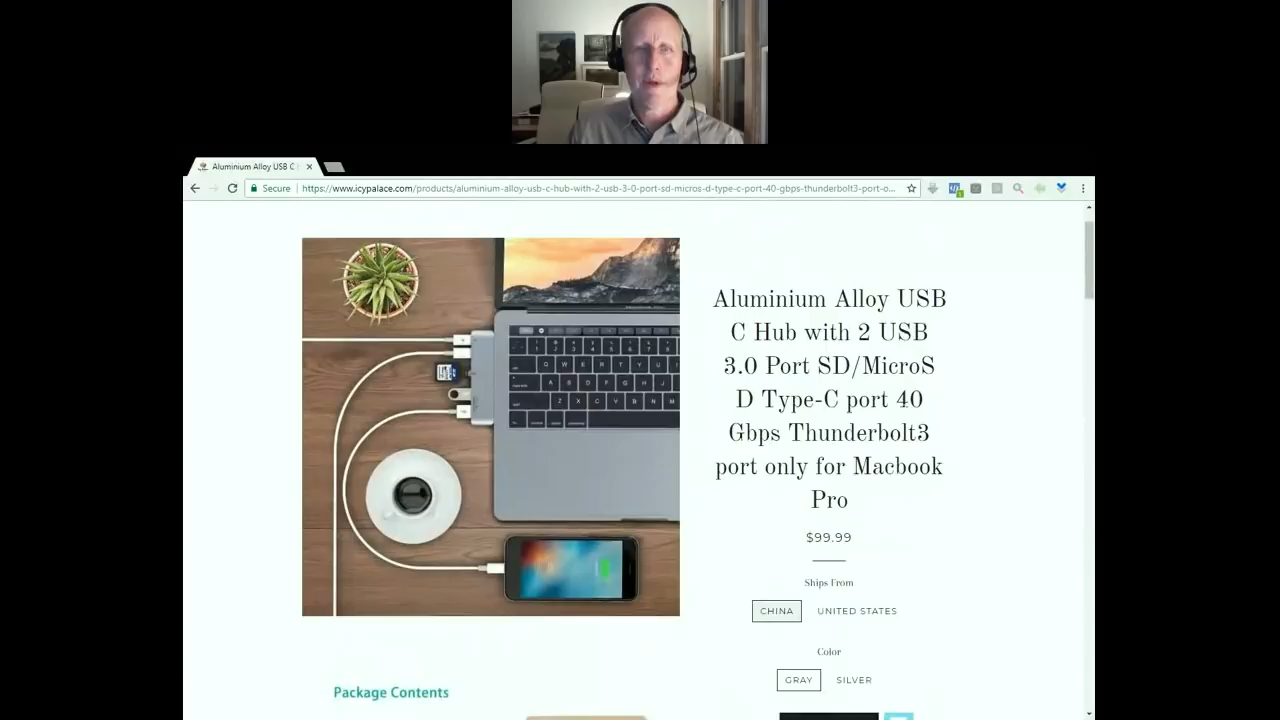 Aluminium Alloy USB C
Secure
https://www.icypalace.com/products/aluminium-alloy-usb-c-hub-with-2-usb-3-0-port-sd-micros-d-type-c-port-40-gbps-thunderbolt3-port-o...
Aluminium Alloy USB
C Hub with 2 USB
3.0 Port SD/MicroS
D Type-C port 40
Gbps Thunderbolt3
port only for Macbook
Pro
$99.99
Ships From
CHINA UNITED STATES
Color
GRAY SILVER
Package Contents